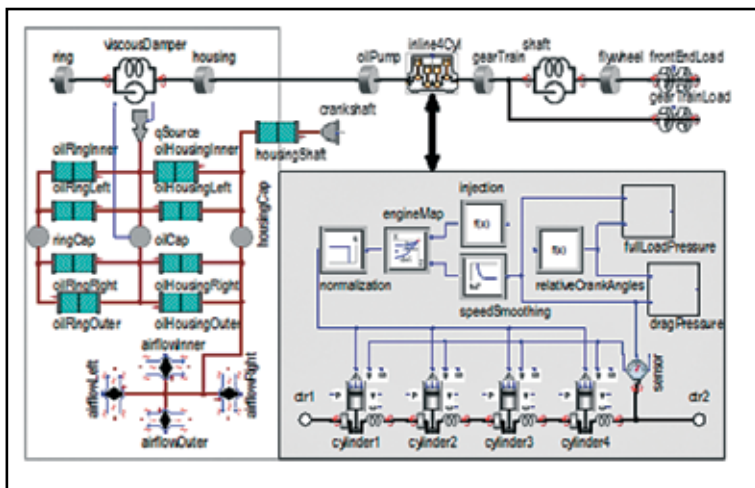 ring
viscousDamper
housing
oilPump
inline4Cyl
gearTrain
shaft
flywheel
frontEndLoad
gearTrainLoad
crankshaft
housingShaft
qSource
oilRingInner
oilHousingInner
oilRingLeft
oilHousingLeft
ringCap
oilCap
housingCap
oilRingRight
oilHousingRight
oilRingOuter
oilHousingOuter
airflowInner
airflowLeft
airflowRight
airflowOuter
injection
f(x)
engineMap
normalization
speedSmoothing
f(x)
relativeCrankAngles
fullLoadPressure
dragPressure
sensor
ctr1
ctr2
cylinder1
cylinder2
cylinder3
cylinder4